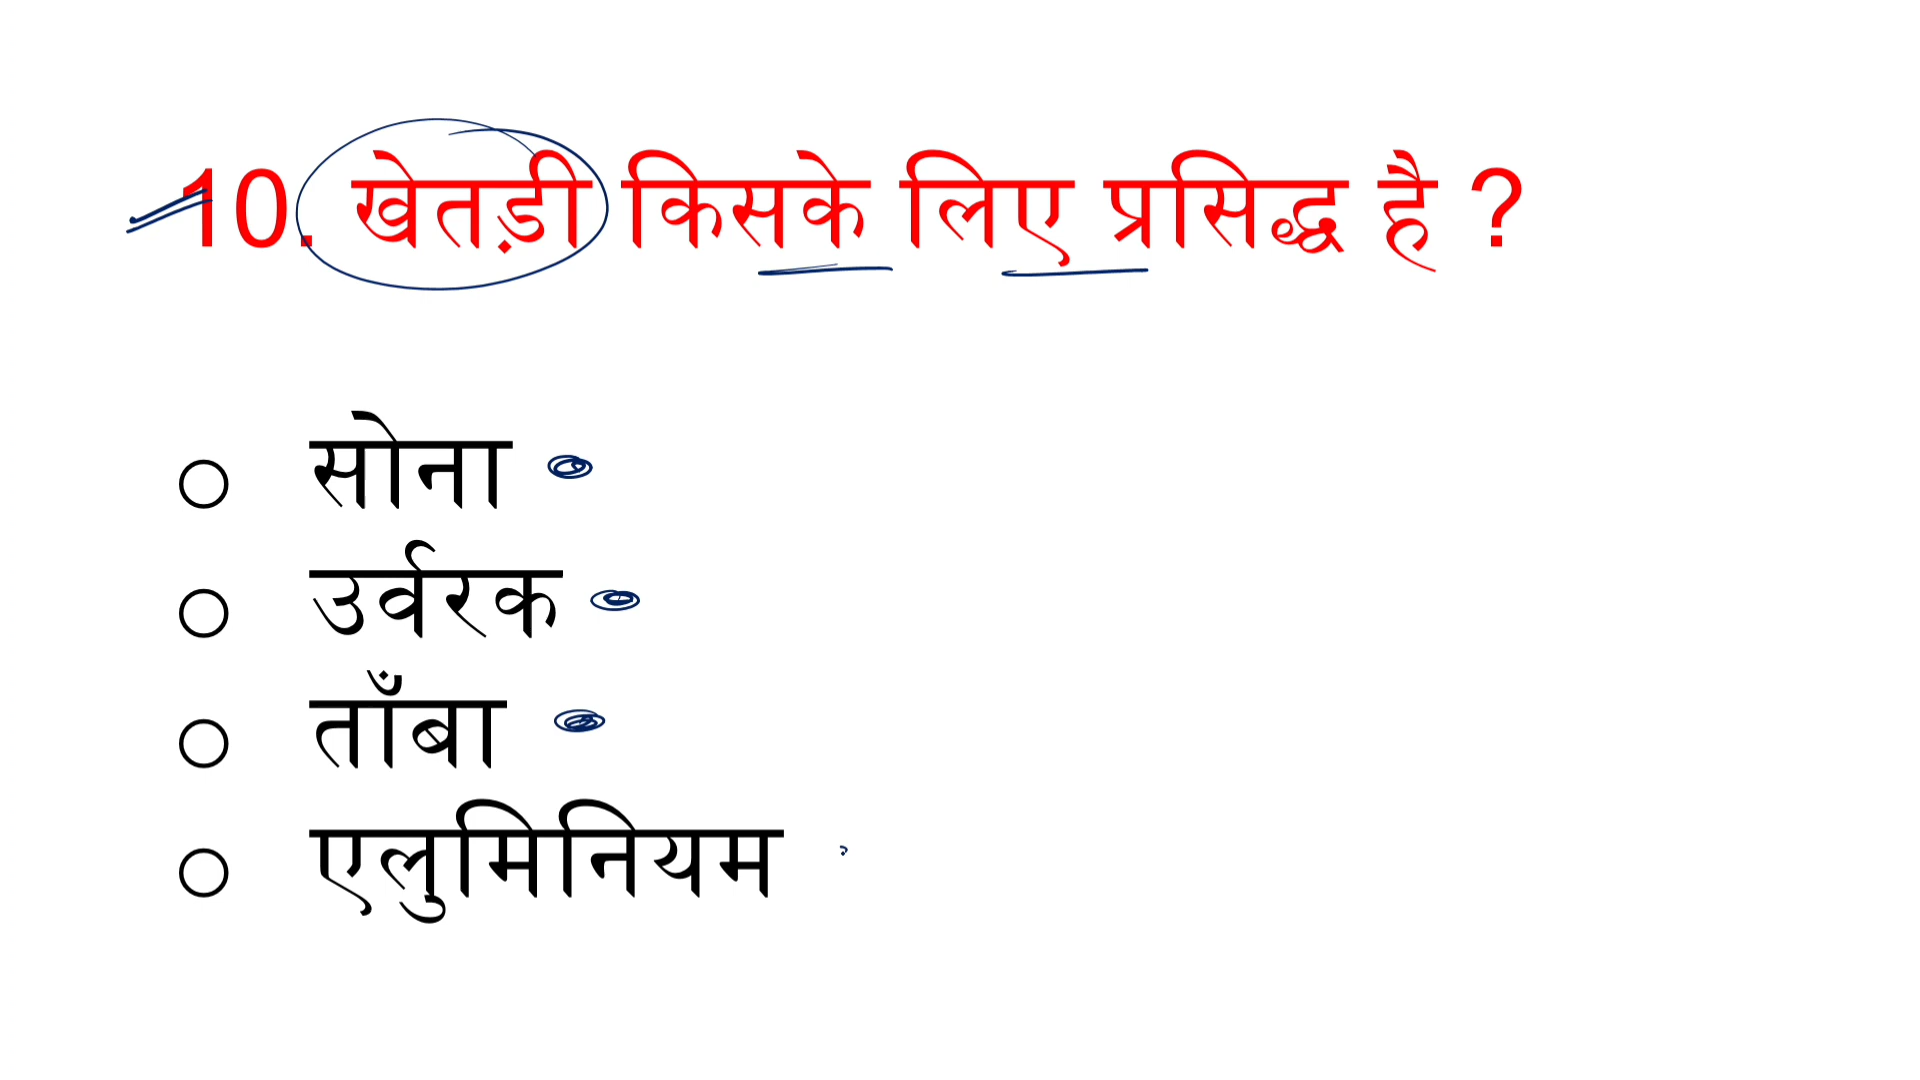 10. खेतड़ी किसके लिए प्रसिद्ध है ?
सोना
उर्वरक
ताँबा
एलुमिनियम